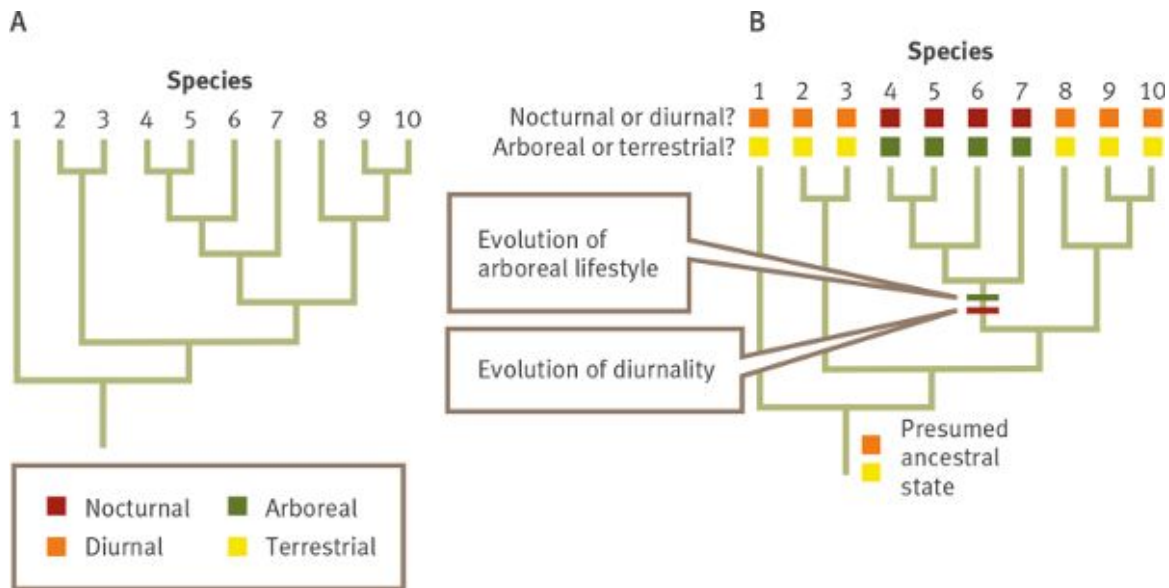 A
Species
1 2 3 4 5 6 7 8 9 10
Nocturnal
Arboreal
Diurnal
Terrestrial
B
Species
1 2 3 4 5 6 7 8 9 10
Nocturnal or diurnal?
Arboreal or terrestrial?
Evolution of
arboreal lifestyle
Evolution of diurnality
Presumed
ancestral
state